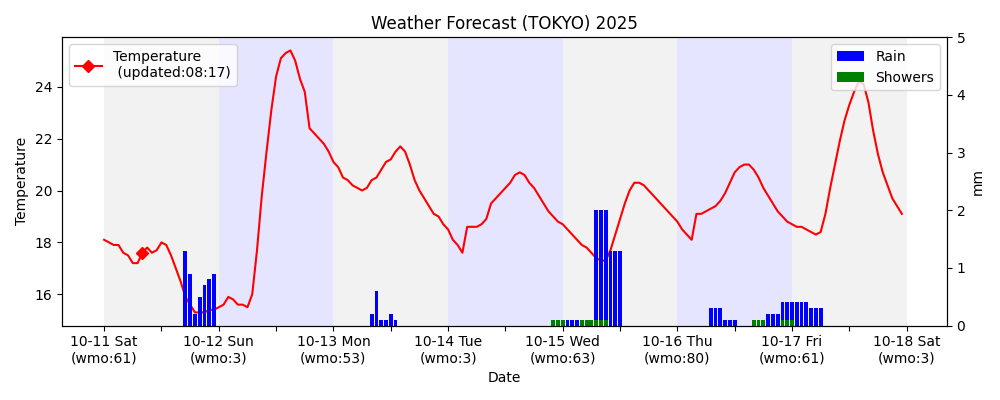 Weather Forecast (TOKYO) 2025
Temperature
(updated:08:17)
Rain
Showers
Temperature
24
22
20
18
16
5
4
3
2
1
0
mm
10-11 Sat
(wmo:61)
10-12 Sun
(wmo:3)
10-13 Mon
(wmo:53)
10-14 Tue
(wmo:3)
10-15 Wed
(wmo:63)
10-16 Thu
(wmo:80)
10-17 Fri
(wmo:61)
10-18 Sat
(wmo:3)
Date